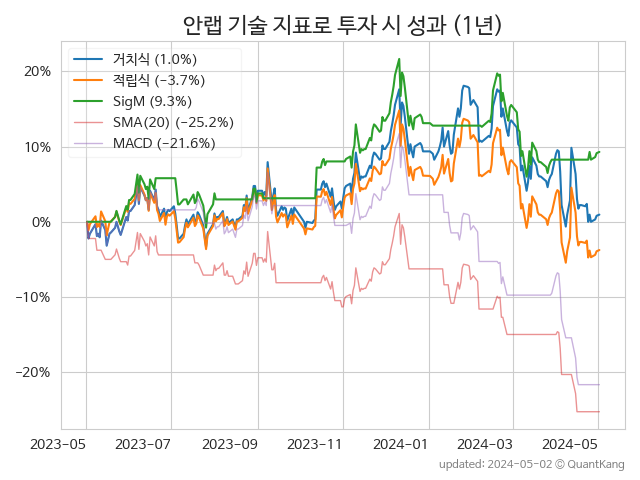 안랩 기술 지표로 투자 시 성과 (1년)
거치식 (1.0%)
적립식 (−3.7%)
SigM (9.3%)
SMA(20) (−25.2%)
MACD (−21.6%)
20%
10%
0%
−10%
−20%
2023-05
2023-07
2023-09
2023-11
2024-01
2024-03
2024-05
updated: 2024-05-02 © QuantKang